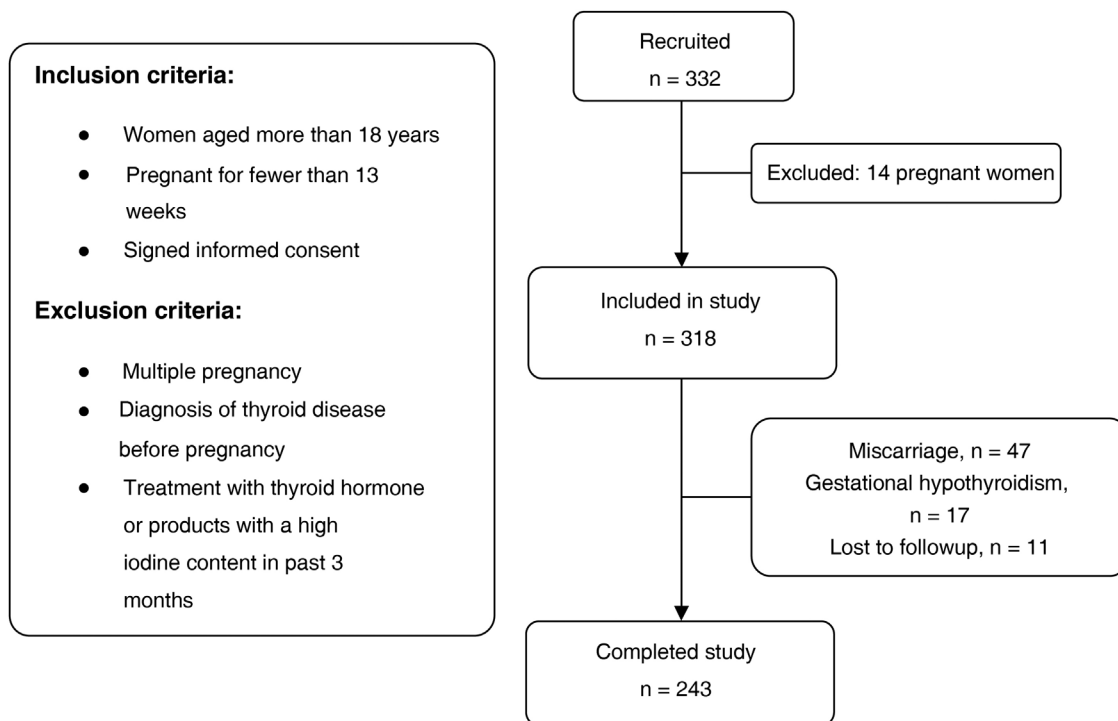 Inclusion criteria:
● Women aged more than 18 years
● Pregnant for fewer than 13
weeks
● Signed informed consent
Exclusion criteria:
● Multiple pregnancy
● Diagnosis of thyroid disease
before pregnancy
● Treatment with thyroid hormone
or products with a high
iodine content in past 3
months
Recruited
n = 332
Excluded: 14 pregnant women
Included in study
n = 318
Miscarriage, n = 47
Gestational hypothyroidism,
n = 17
Lost to followup, n = 11
Completed study
n = 243